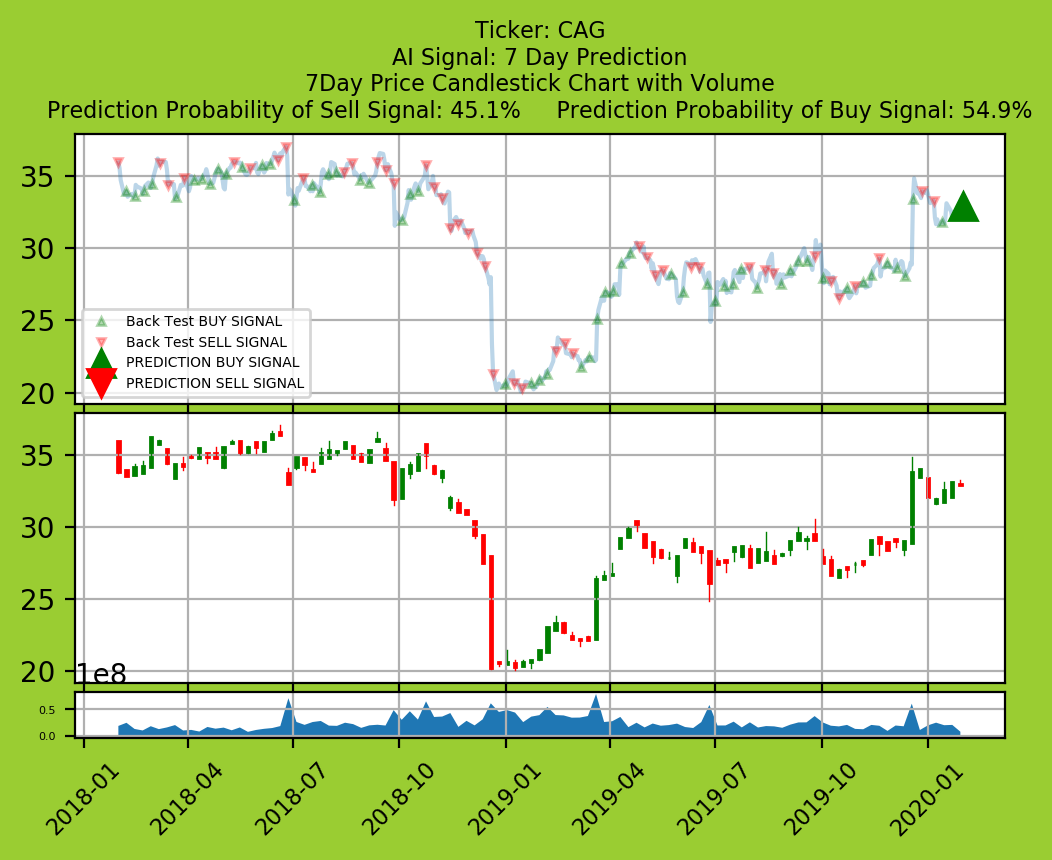 Ticker: CAG
AI Signal: 7 Day Prediction
7Day Price Candlestick Chart with Volume
Prediction Probability of Sell Signal: 45.1%     Prediction Probability of Buy Signal: 54.9%
35
30
25
20
Back Test BUY SIGNAL
Back Test SELL SIGNAL
PREDICTION BUY SIGNAL
PREDICTION SELL SIGNAL
35
30
25
20
1e8
0.5
0.0
2018-01
2018-04
2018-07
2018-10
2019-01
2019-04
2019-07
2019-10
2020-01